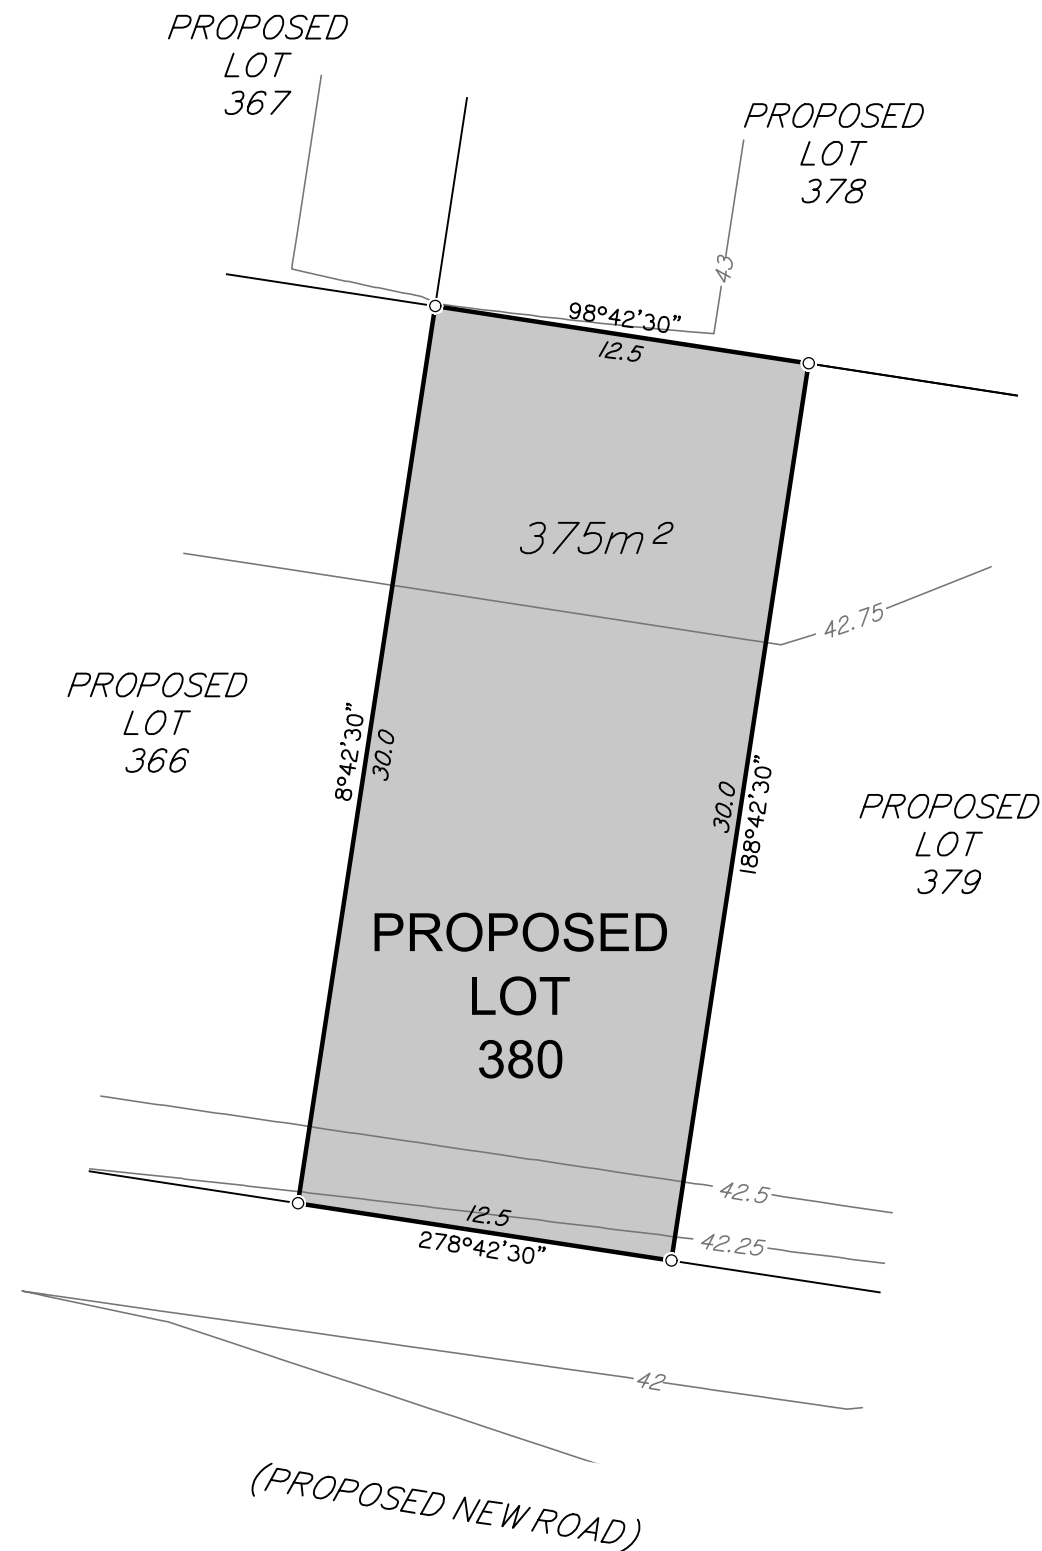 PROPOSED
LOT
367
PROPOSED
LOT
378
43
98°42’30”
12.5
375m²
42.75
PROPOSED
LOT
366
8°42’30”
30.0
30.0
188°42’30”
PROPOSED
LOT
379
PROPOSED
LOT
380
42.5
12.5
278°42’30”
42.25
42
(PROPOSED NEW ROAD)